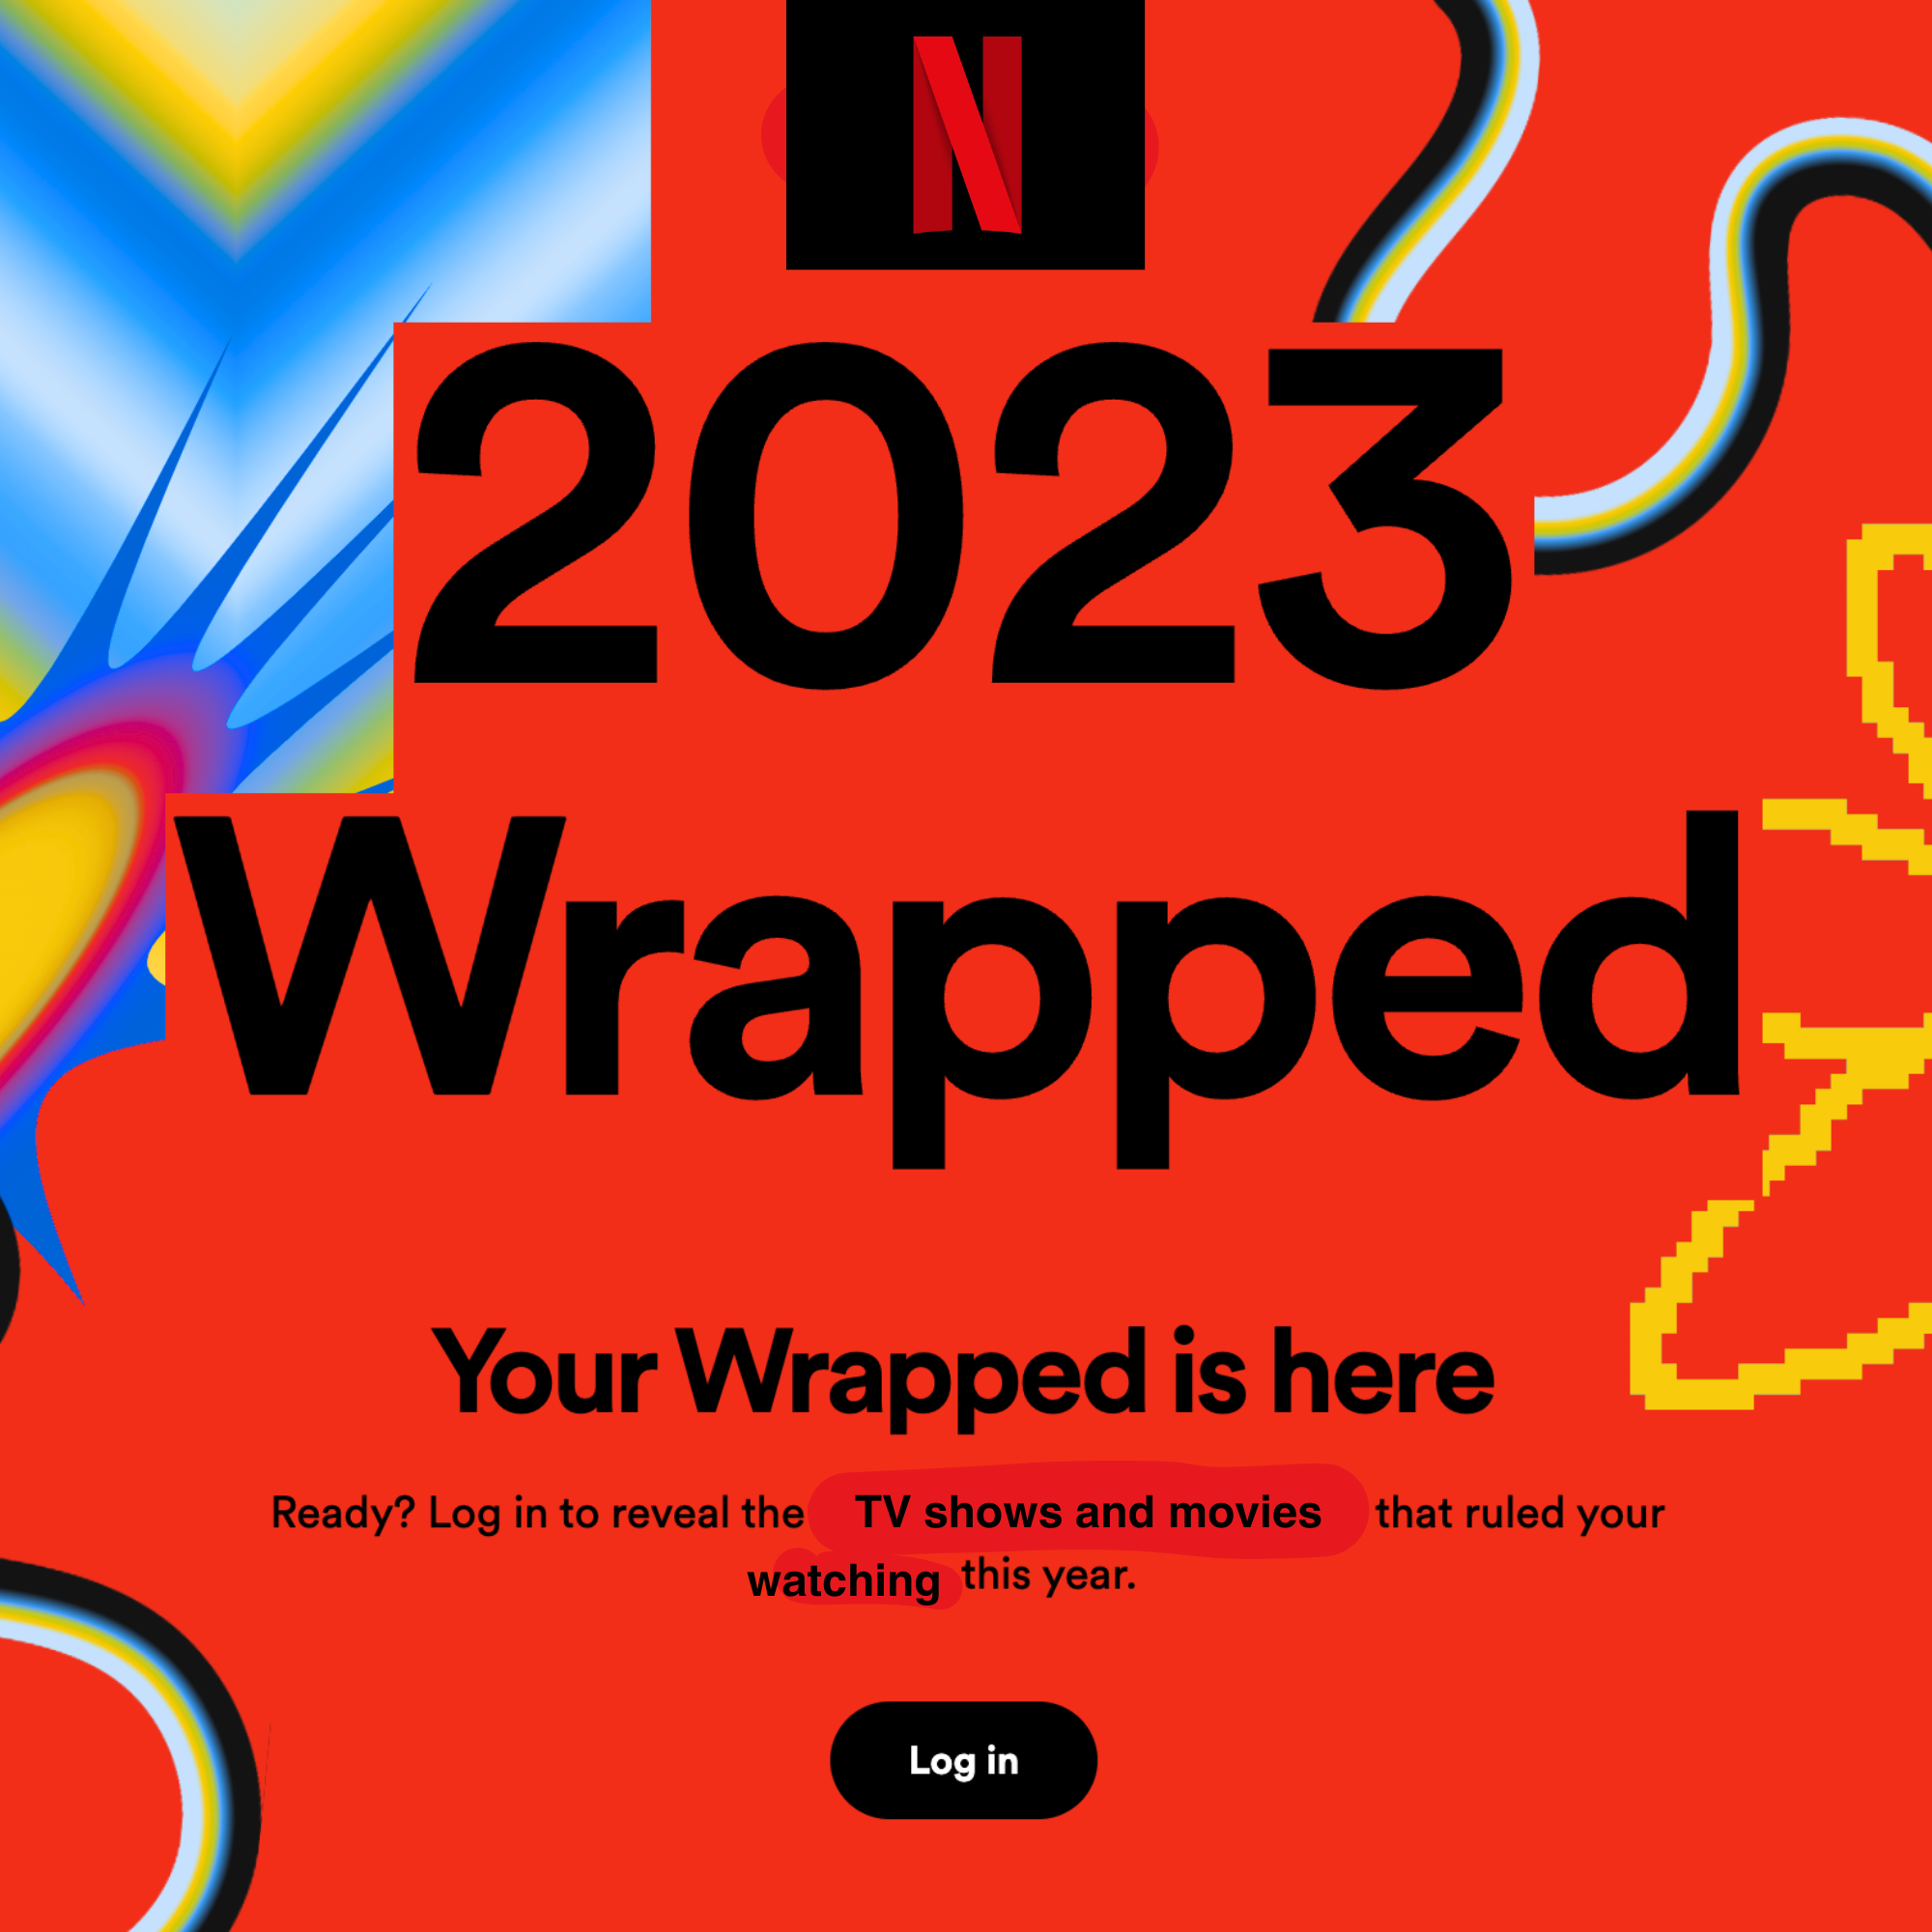 N
2023
Wrapped
Your Wrapped is here
Ready? Log in to reveal the TV shows and movies that ruled your
watching this year.
Log in